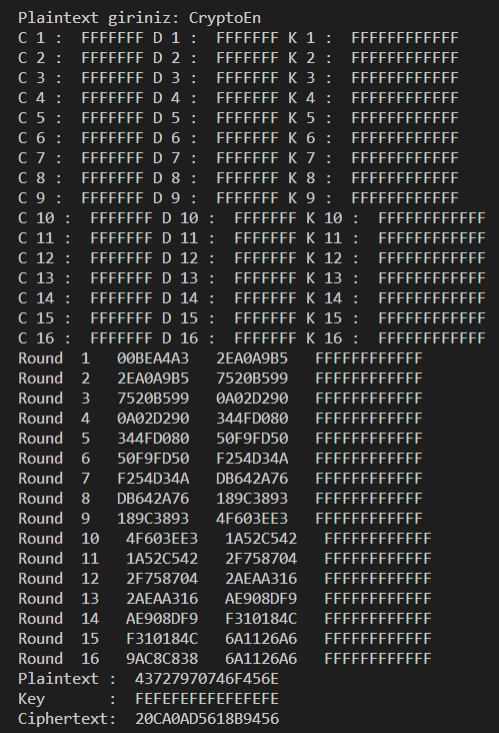 Plaintext giriniz: CryptoEn
C 1 :  FFFFFFF D 1 :  FFFFFFF K 1 :  FFFFFFFFFFFF
C 2 :  FFFFFFF D 2 :  FFFFFFF K 2 :  FFFFFFFFFFFF
C 3 :  FFFFFFF D 3 :  FFFFFFF K 3 :  FFFFFFFFFFFF
C 4 :  FFFFFFF D 4 :  FFFFFFF K 4 :  FFFFFFFFFFFF
C 5 :  FFFFFFF D 5 :  FFFFFFF K 5 :  FFFFFFFFFFFF
C 6 :  FFFFFFF D 6 :  FFFFFFF K 6 :  FFFFFFFFFFFF
C 7 :  FFFFFFF D 7 :  FFFFFFF K 7 :  FFFFFFFFFFFF
C 8 :  FFFFFFF D 8 :  FFFFFFF K 8 :  FFFFFFFFFFFF
C 9 :  FFFFFFF D 9 :  FFFFFFF K 9 :  FFFFFFFFFFFF
C 10 :  FFFFFFF D 10 :  FFFFFFF K 10 :  FFFFFFFFFFFF
C 11 :  FFFFFFF D 11 :  FFFFFFF K 11 :  FFFFFFFFFFFF
C 12 :  FFFFFFF D 12 :  FFFFFFF K 12 :  FFFFFFFFFFFF
C 13 :  FFFFFFF D 13 :  FFFFFFF K 13 :  FFFFFFFFFFFF
C 14 :  FFFFFFF D 14 :  FFFFFFF K 14 :  FFFFFFFFFFFF
C 15 :  FFFFFFF D 15 :  FFFFFFF K 15 :  FFFFFFFFFFFF
C 16 :  FFFFFFF D 16 :  FFFFFFF K 16 :  FFFFFFFFFFFF
Round  1   00BEA4A3   2EA0A9B5   FFFFFFFFFFFF
Round  2   2EA0A9B5   7520B599   FFFFFFFFFFFF
Round  3   7520B599   0A02D290   FFFFFFFFFFFF
Round  4   0A02D290   344FD080   FFFFFFFFFFFF
Round  5   344FD080   50F9FD50   FFFFFFFFFFFF
Round  6   50F9FD50   F254D34A   FFFFFFFFFFFF
Round  7   F254D34A   DB642A76   FFFFFFFFFFFF
Round  8   DB642A76   189C3893   FFFFFFFFFFFF
Round  9   189C3893   4F603EE3   FFFFFFFFFFFF
Round  10   4F603EE3   1A52C542   FFFFFFFFFFFF
Round  11   1A52C542   2F758704   FFFFFFFFFFFF
Round  12   2F758704   2AEAA316   FFFFFFFFFFFF
Round  13   2AEAA316   AE908DF9   FFFFFFFFFFFF
Round  14   AE908DF9   F310184C   FFFFFFFFFFFF
Round  15   F310184C   6A1126A6   FFFFFFFFFFFF
Round  16   9AC8C838   6A1126A6   FFFFFFFFFFFF
Plaintext :  43727970746F456E
Key       :  FEFEFEFEFEFEFEFE
Ciphertext:  20CA0AD5618B9456